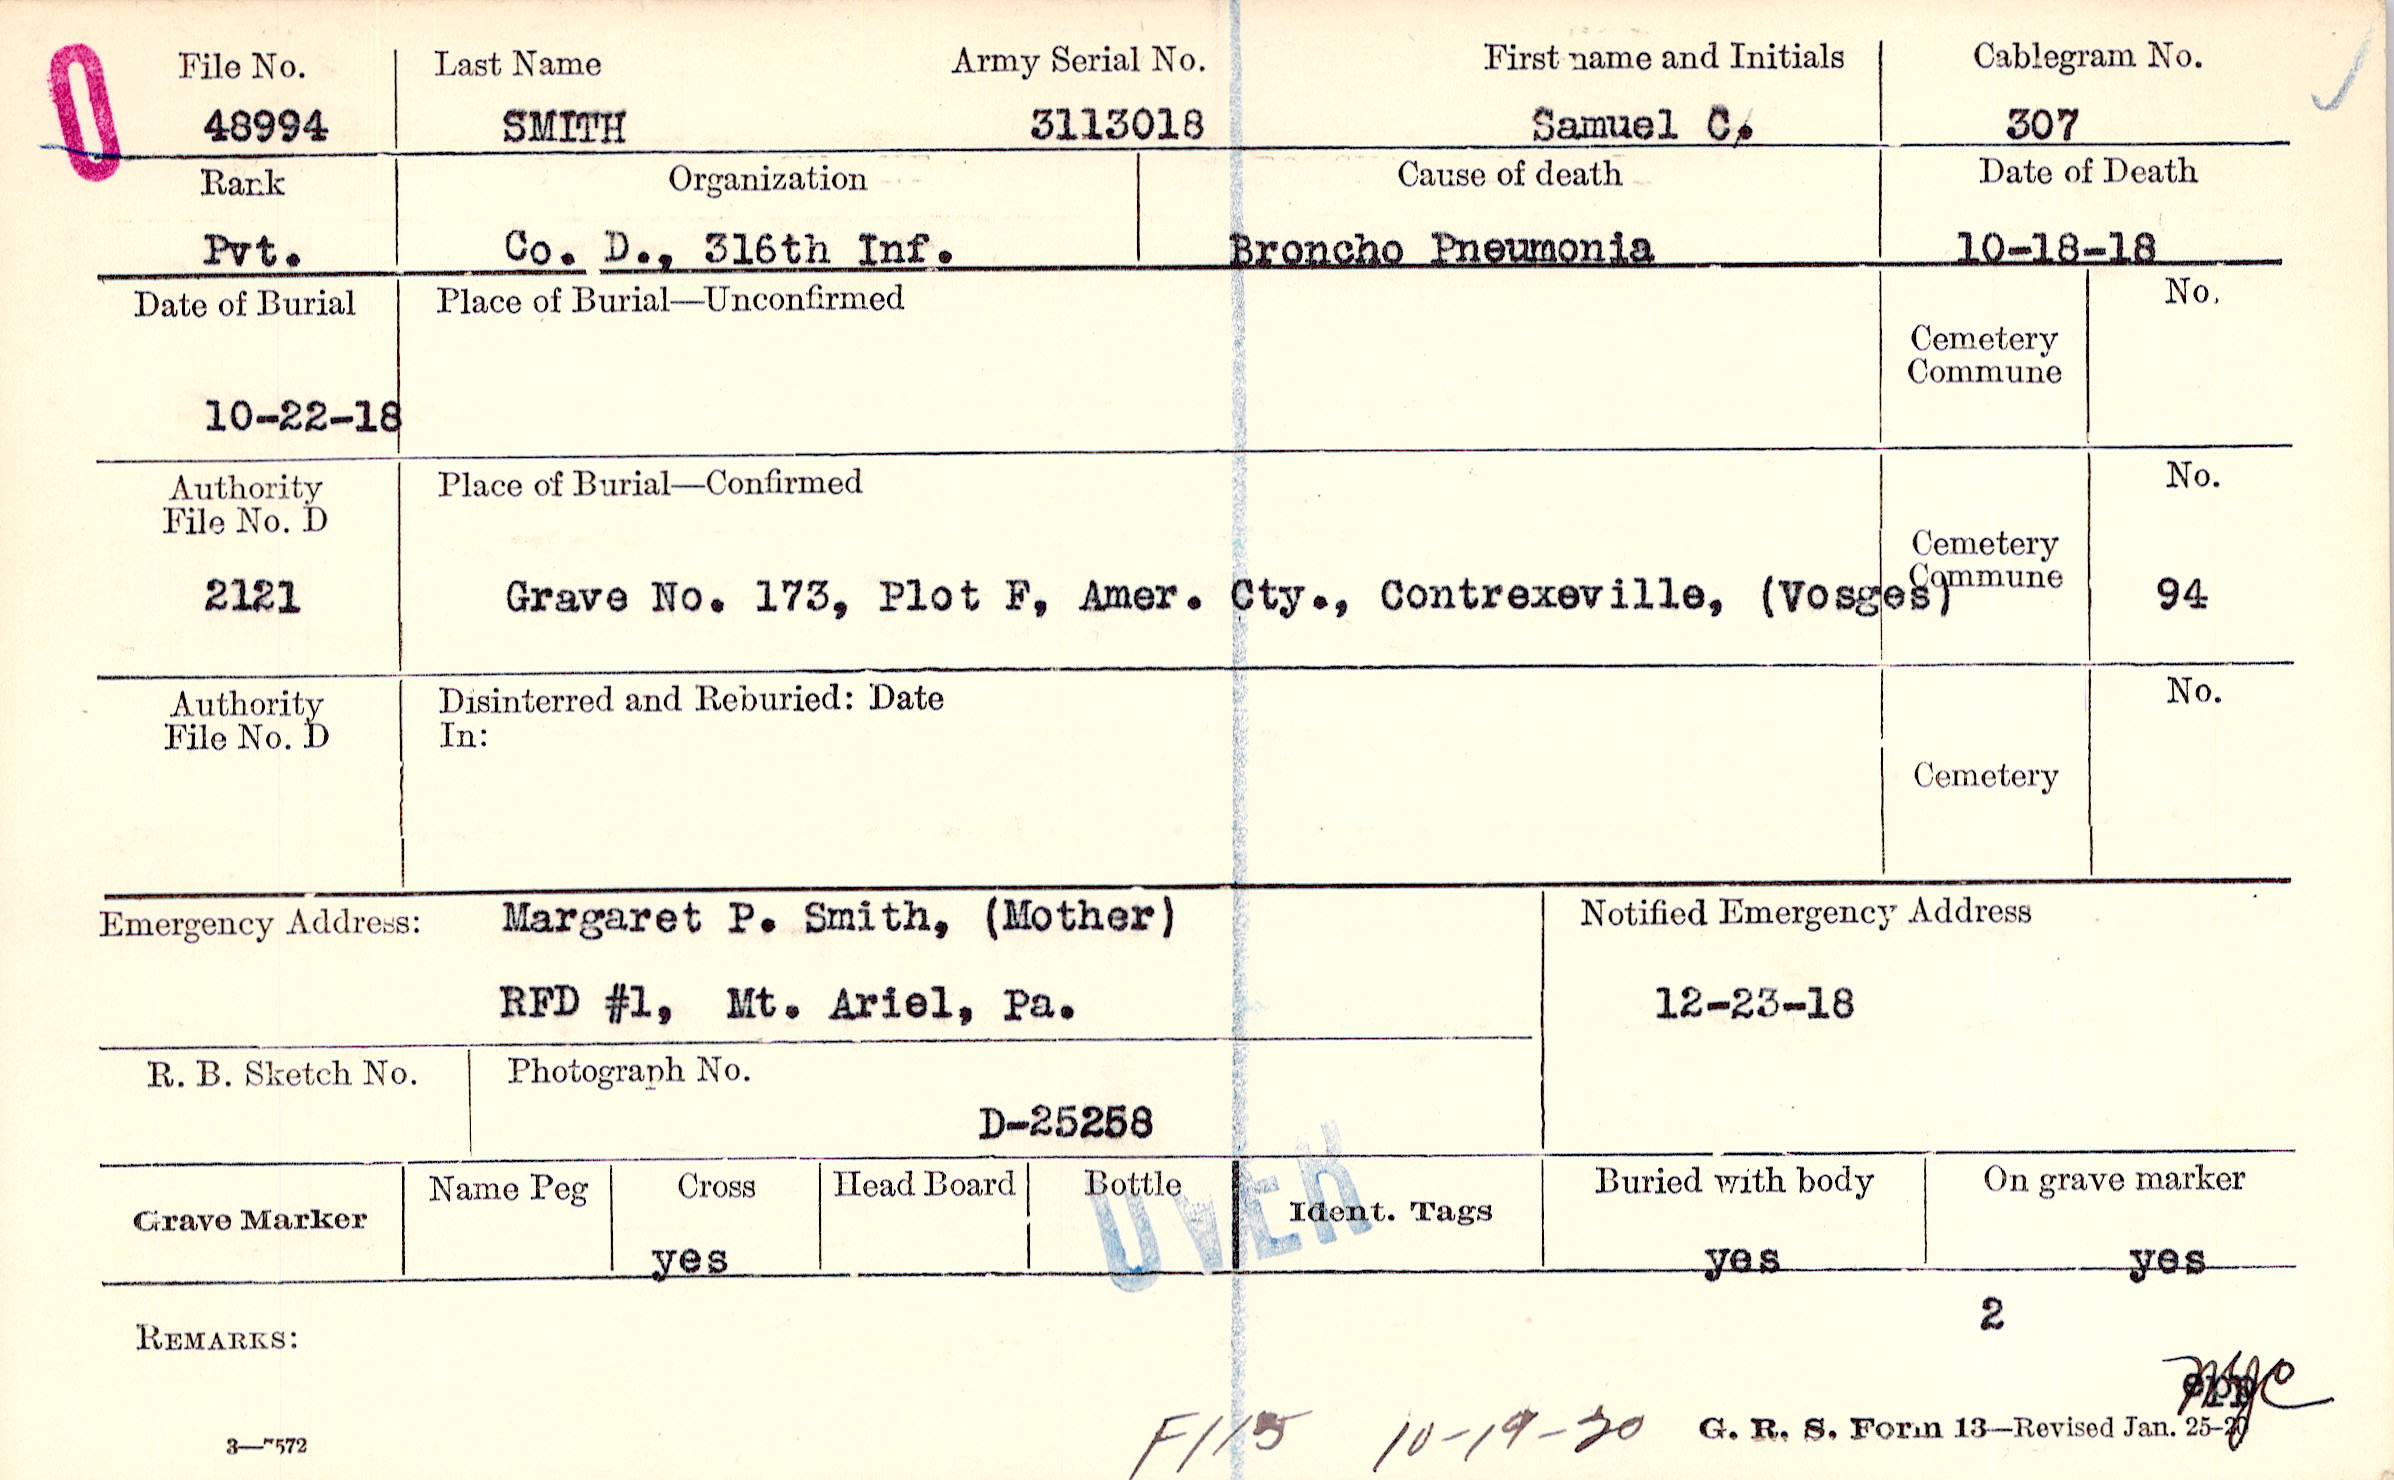 File No. Last Name Army Serial No. First name and Initials Cablegram No.
48994 SMITH 3113018 Samuel C. 307
Rank Organization Cause of death Date of Death
Pvt. Co. D., 316th Inf. Broncho Pneumonia 10-18-18
Date of Burial Place of Burial—Unconfirmed No.
Cemetery
Commune
10-22-18
Authority Place of Burial—Confirmed No.
File No. D
Cemetery
Commune
2121 Grave No. 173, Plot F, Amer. Cty., Contrexeville, (Vosges) 94
Authority Disinterred and Reburied: Date No.
File No. D In:
Cemetery
Emergency Address: Margaret P. Smith, (Mother) Notified Emergency Address
RFD #1, Mt. Ariel, Pa. 12-23-18
R. B. Sketch No. Photograph No.
D-25258
OVER
Name Peg Cross Head Board Bottle Buried with body On grave marker
Grave Marker Ident. Tags
yes yes yes
2
REMARKS:
F113 10-19-20 G. R. S. Form 13—Revised Jan. 25-20
3—7572